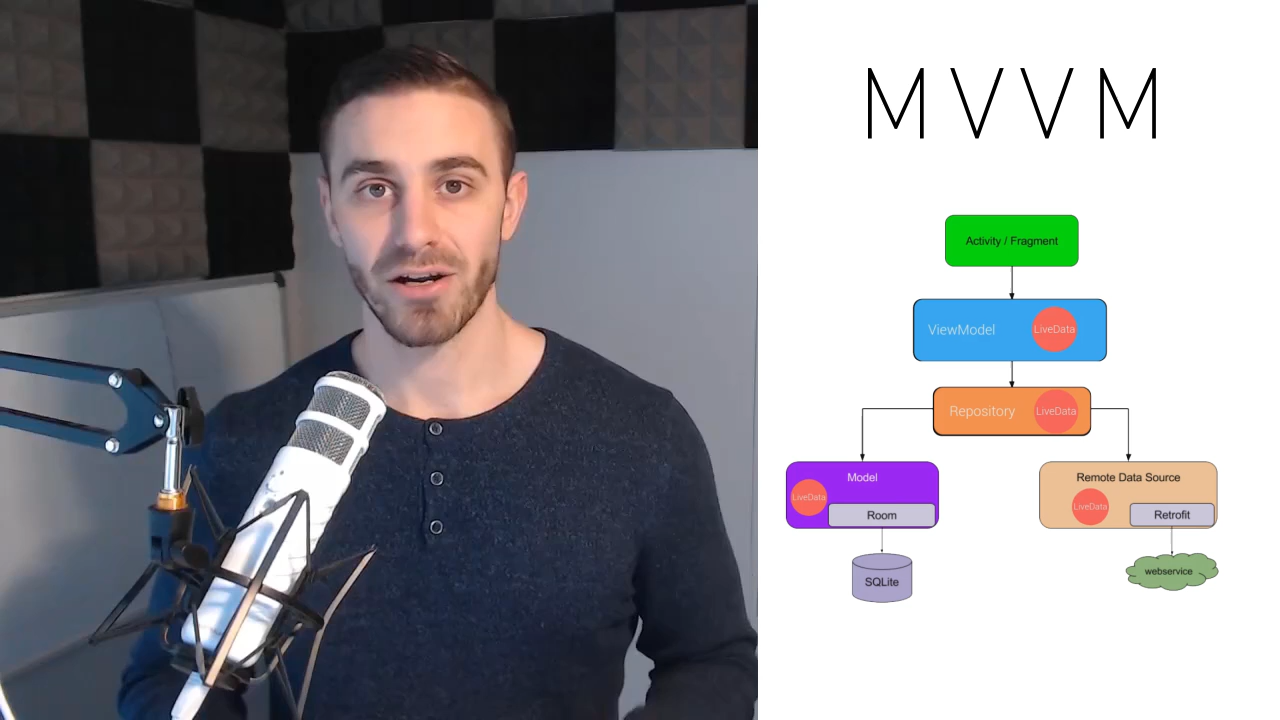 MVVM
Activity / Fragment
ViewModel
LiveData
Repository
LiveData
Model
LiveData
Room
SQLite
Remote Data Source
LiveData
Retrofit
webservice